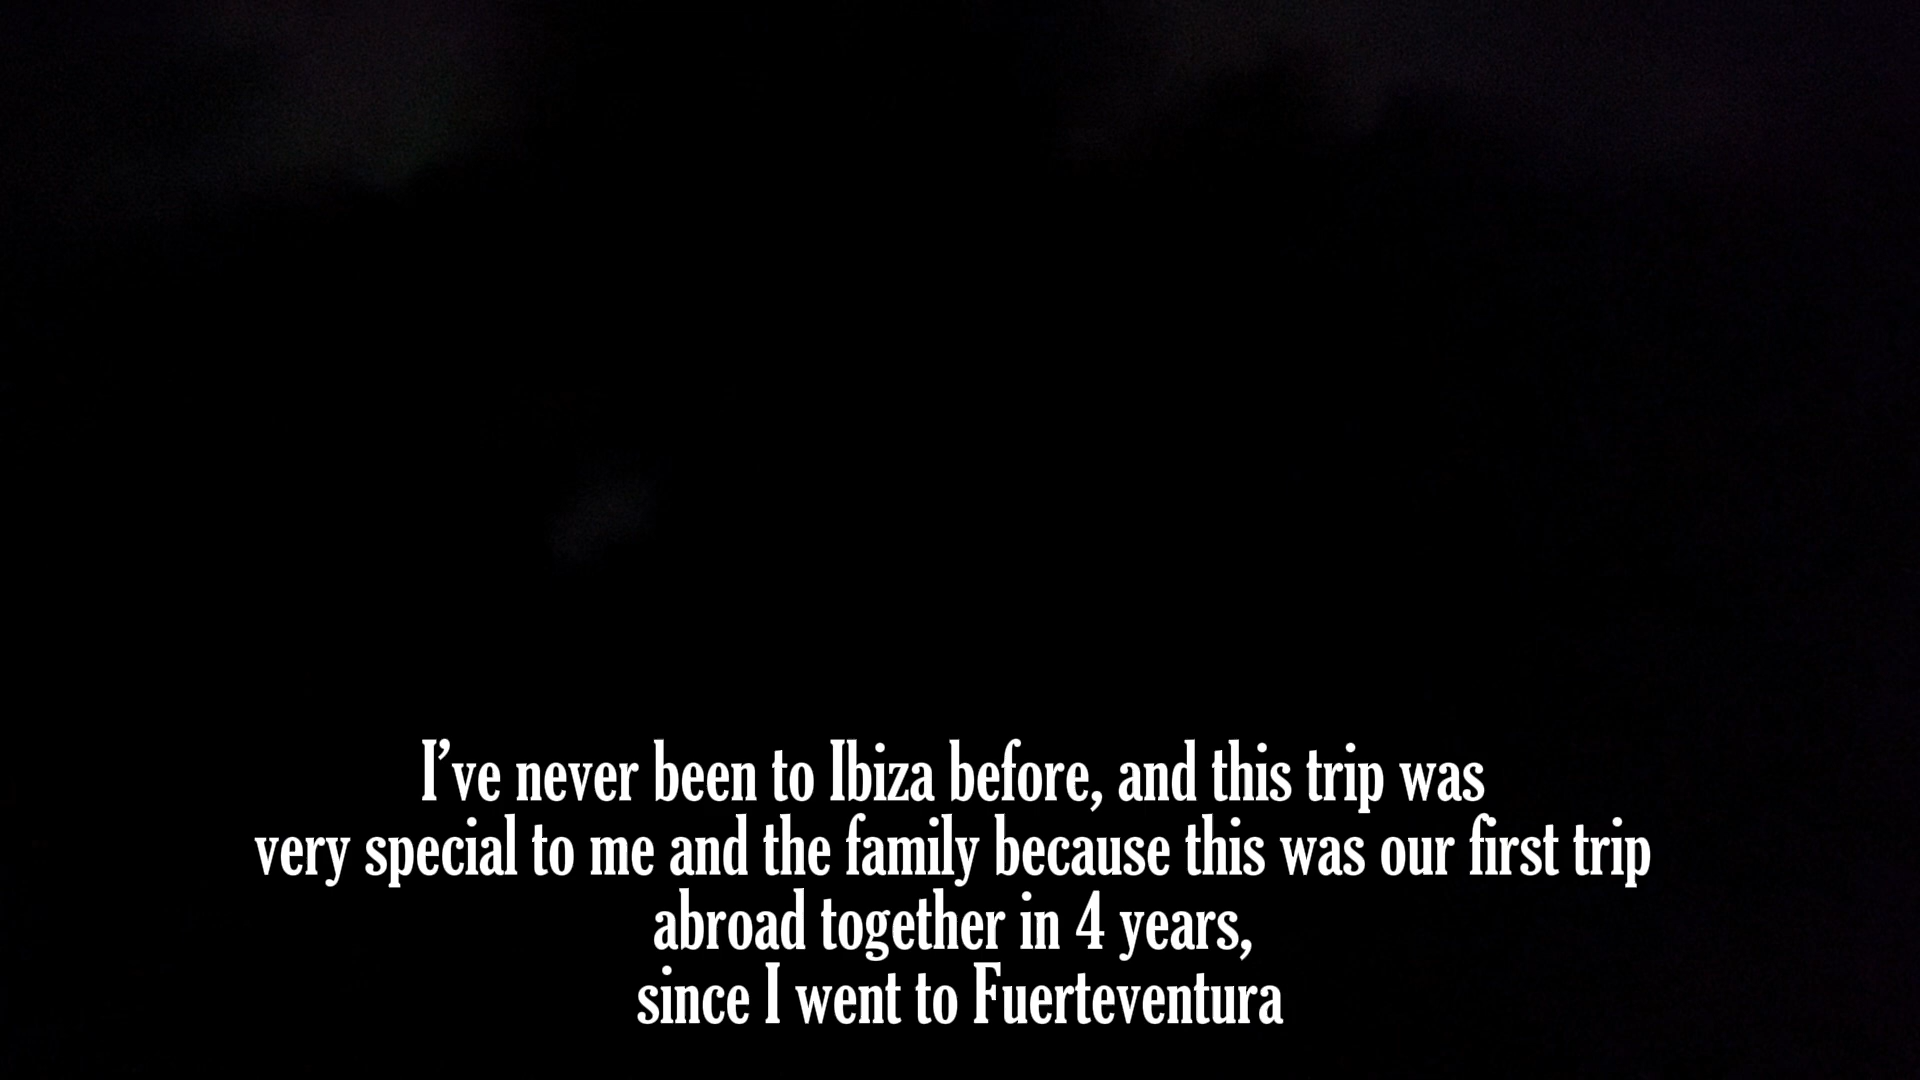 I've never been to Ibiza before, and this trip was
very special to me and the family because this was our first trip
abroad together in 4 years,
since I went to Fuerteventura